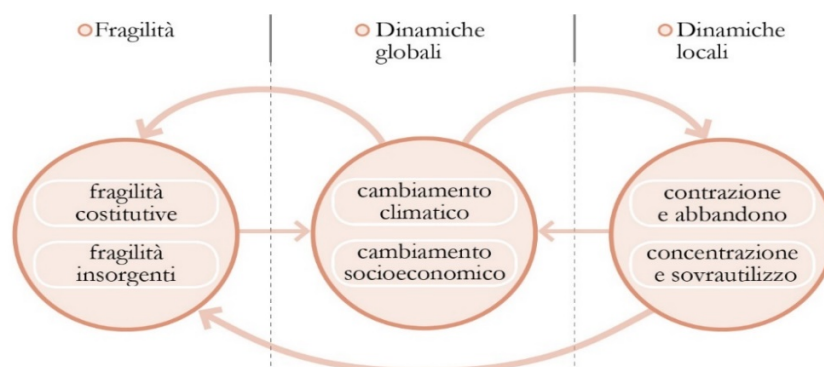 Fragilità
Dinamiche
globali
Dinamiche
locali
fragilità
costitutive
fragilità
insorgenti
cambiamento
climatico
cambiamento
socioeconomico
contrazione
e abbandono
concentrazione
e sovrautilizzo